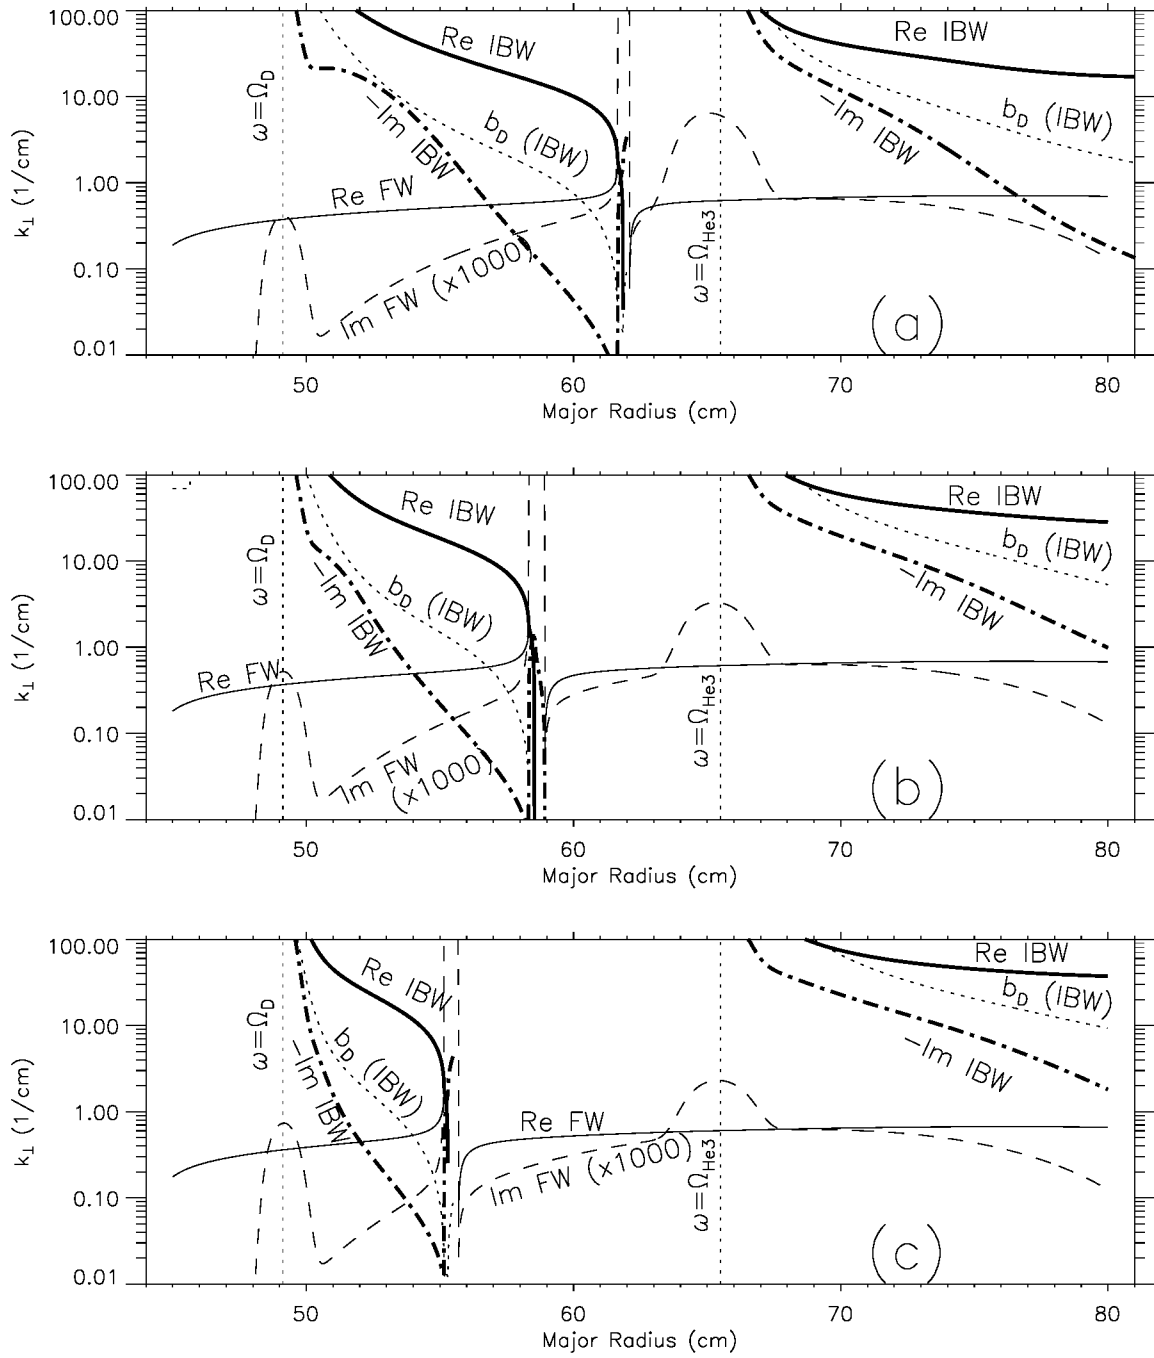 100.00
10.00
1.00
0.10
0.01
k⊥ (1/cm)
ω=Ω_D
Re IBW
-Im IBW
b_D (IBW)
Re FW
Im FW (x1000)
ω=Ω_He3
Re IBW
b_D (IBW)
-Im IBW
(a)
50 60 70 80
Major Radius (cm)
100.00
10.00
1.00
0.10
0.01
k⊥ (1/cm)
ω=Ω_D
Re IBW
-Im IBW
b_D (IBW)
Re FW
Im FW
(x1000)
ω=Ω_He3
Re IBW
b_D (IBW)
-Im IBW
(b)
50 60 70 80
Major Radius (cm)
100.00
10.00
1.00
0.10
0.01
k⊥ (1/cm)
ω=Ω_D
Re IBW
-Im IBW
b_D (IBW)
Re FW
Im FW (x1000)
ω=Ω_He3
Re IBW
b_D (IBW)
-Im IBW
(c)
50 60 70 80
Major Radius (cm)